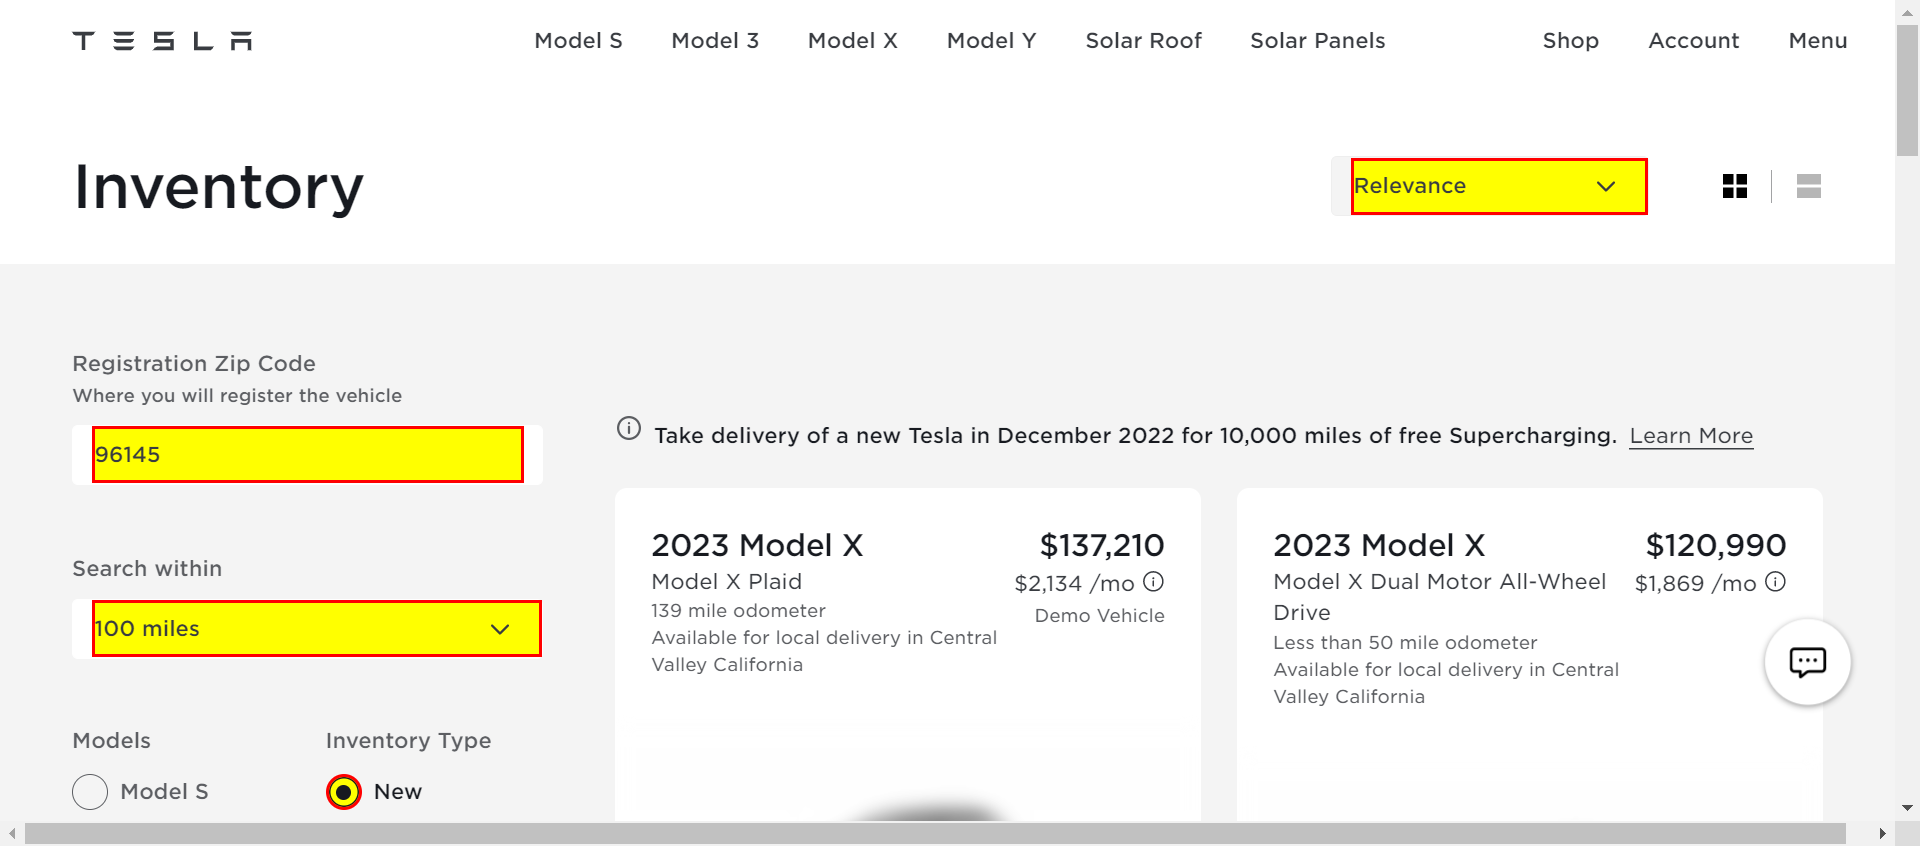 TESLA
Model S
Model 3
Model X
Model Y
Solar Roof
Solar Panels
Shop
Account
Menu
Inventory
Relevance
Registration Zip Code
Where you will register the vehicle
96145
Search within
100 miles
Models
Inventory Type
Model S
New
Take delivery of a new Tesla in December 2022 for 10,000 miles of free Supercharging. Learn More
2023 Model X
$137,210
Model X Plaid
$2,134 /mo
139 mile odometer
Demo Vehicle
Available for local delivery in Central
Valley California
2023 Model X
$120,990
Model X Dual Motor All-Wheel
Drive
$1,869 /mo
Less than 50 mile odometer
Available for local delivery in Central
Valley California